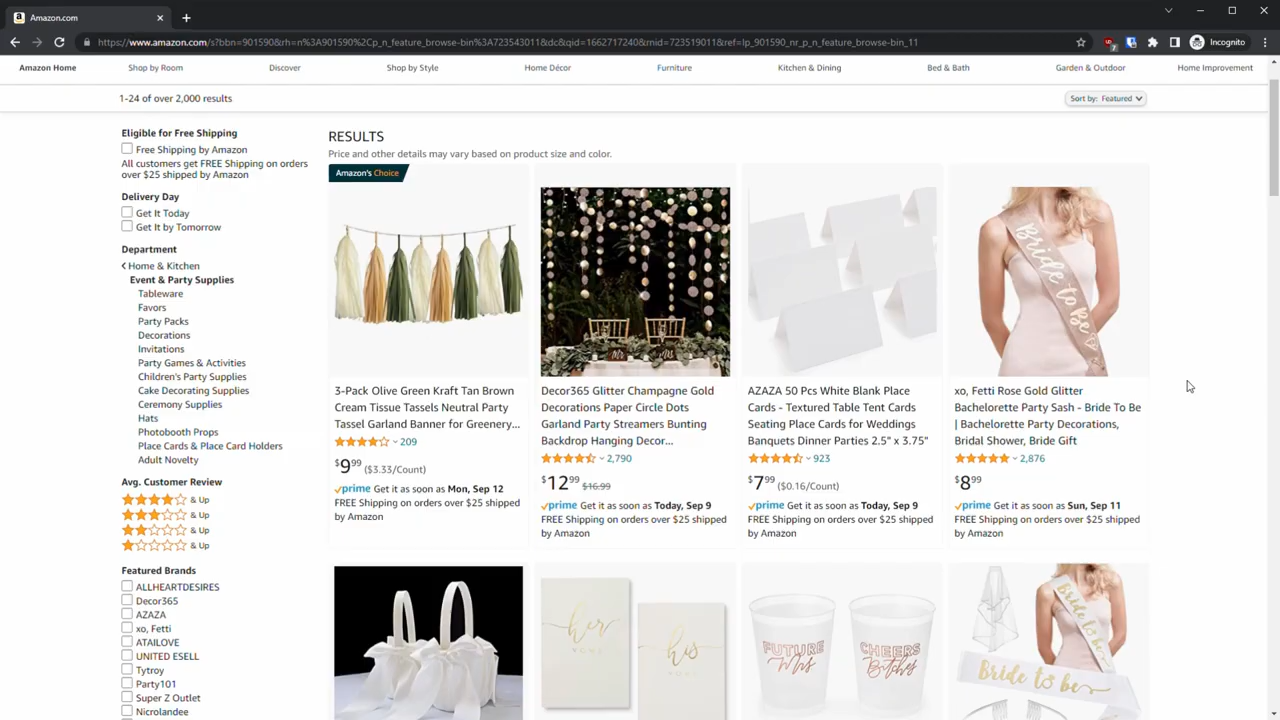 Amazon.com
https://www.amazon.com/s?bbn=901590&rh=n%3A901590%2Cp_n_feature_browse-bin%3A723543011&dc&qid=1662717240&rnid=723519011&ref=lp_901590_nr_p_n_feature_browse-bin_11
Incognito
Amazon Home
Shop by Room
Discover
Shop by Style
Home Décor
Furniture
Kitchen & Dining
Bed & Bath
Garden & Outdoor
Home Improvement
1-24 of over 2,000 results
Sort by: Featured
Eligible for Free Shipping
Free Shipping by Amazon
All customers get FREE Shipping on orders
over $25 shipped by Amazon
Delivery Day
Get It Today
Get It by Tomorrow
Department
Home & Kitchen
Event & Party Supplies
Tableware
Favors
Party Packs
Decorations
Invitations
Party Games & Activities
Children's Party Supplies
Cake Decorating Supplies
Ceremony Supplies
Hats
Photobooth Props
Place Cards & Place Card Holders
Adult Novelty
Avg. Customer Review
& Up
& Up
& Up
& Up
Featured Brands
ALLHEARTDESIRES
Decor365
AZAZA
xo, Fetti
ATAILOVE
UNITED ESELL
Tytroy
Party101
Super Z Outlet
Nicrolandee
RESULTS
Price and other details may vary based on product size and color.
Amazon's Choice
3-Pack Olive Green Kraft Tan Brown
Cream Tissue Tassels Neutral Party
Tassel Garland Banner for Greenery...
209
$9.99 ($3.33/Count)
prime Get it as soon as Mon, Sep 12
FREE Shipping on orders over $25 shipped
by Amazon
Mr
Mrs
Decor365 Glitter Champagne Gold
Decorations Paper Circle Dots
Garland Party Streamers Bunting
Backdrop Hanging Decor...
2,790
$12.99 $16.99
prime Get it as soon as Today, Sep 9
FREE Shipping on orders over $25 shipped
by Amazon
AZAZA 50 Pcs White Blank Place
Cards - Textured Table Tent Cards
Seating Place Cards for Weddings
Banquets Dinner Parties 2.5" x 3.75"
923
$7.99 ($0.16/Count)
prime Get it as soon as Today, Sep 9
FREE Shipping on orders over $25 shipped
by Amazon
Bride to be
xo, Fetti Rose Gold Glitter
Bachelorette Party Sash - Bride To Be
| Bachelorette Party Decorations,
Bridal Shower, Bride Gift
2,876
$8.99
prime Get it as soon as Sun, Sep 11
FREE Shipping on orders over $25 shipped
by Amazon
her
VOWS
his
VOWS
FUTURE
Mrs
CHEERS
Bitches
Bride to be
Bride to be